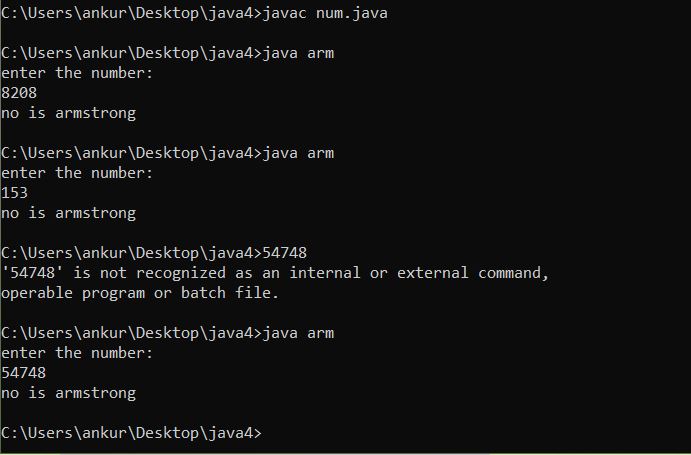 C:\Users\ankur\Desktop\java4>javac num.java
C:\Users\ankur\Desktop\java4>java arm
enter the number:
8208
no is armstrong
C:\Users\ankur\Desktop\java4>java arm
enter the number:
153
no is armstrong
C:\Users\ankur\Desktop\java4>54748
'54748' is not recognized as an internal or external command,
operable program or batch file.
C:\Users\ankur\Desktop\java4>java arm
enter the number:
54748
no is armstrong
C:\Users\ankur\Desktop\java4>